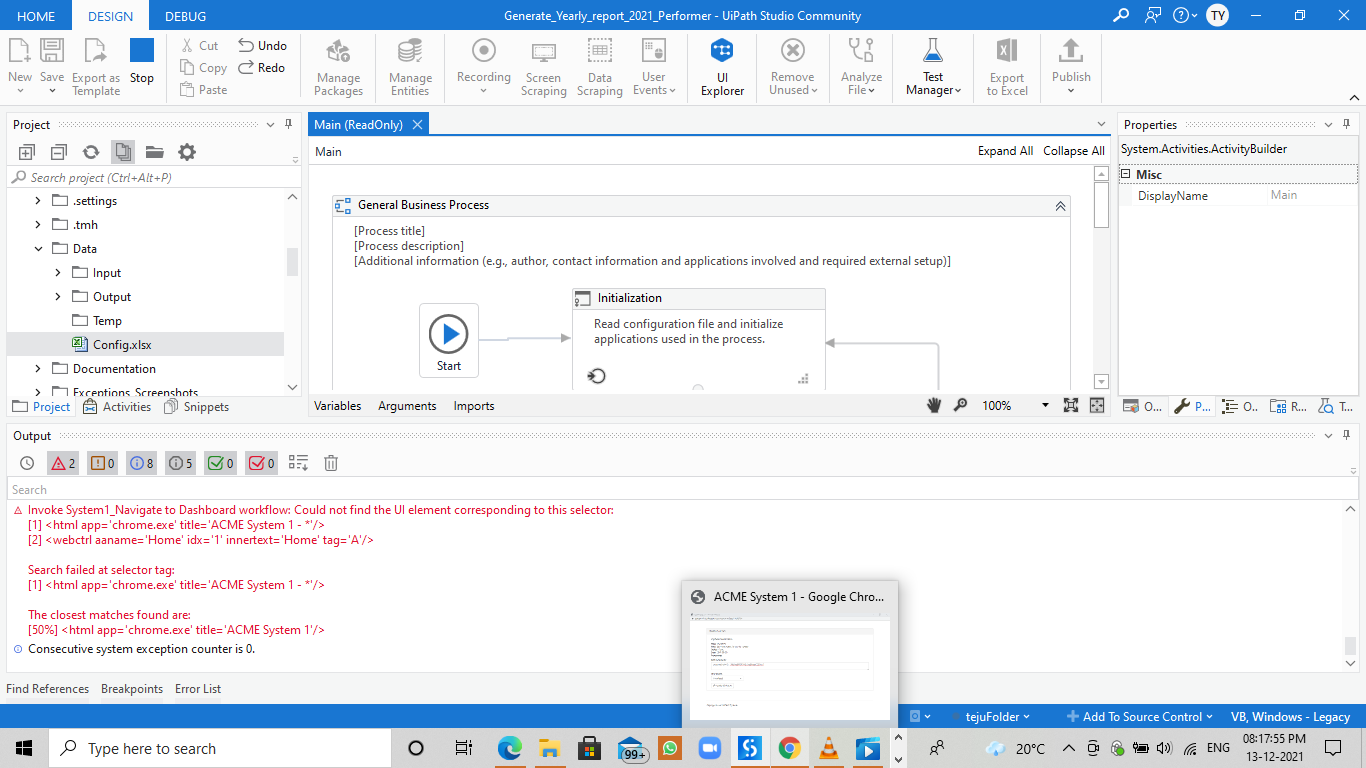 HOME DESIGN DEBUG
Generate_Yearly_report_2021_Performer - UiPath Studio Community
TY
New
Save
Export as
Template
Stop
Cut
Copy
Paste
Undo
Redo
Manage
Packages
Manage
Entities
Recording
Screen
Scraping
Data
Scraping
User
Events
UI
Explorer
Remove
Unused
Analyze
File
Test
Manager
Export
to Excel
Publish
Project
Search project (Ctrl+Alt+P)
.settings
.tmh
Data
Input
Output
Temp
Config.xlsx
Documentation
Exceptions_Screenshots
Project Activities Snippets
Main (ReadOnly)
Main
Expand All Collapse All
General Business Process
[Process title]
[Process description]
[Additional information (e.g., author, contact information and applications involved and required external setup)]
Start
Initialization
Read configuration file and initialize
applications used in the process.
Variables Arguments Imports
100%
Properties
System.Activities.ActivityBuilder
Misc
DisplayName Main
O... P... O.. R... T...
Output
2 0 8 5 0 0
Search
Invoke System1_Navigate to Dashboard workflow: Could not find the UI element corresponding to this selector:
[1] <html app='chrome.exe' title='ACME System 1 - *'/>
[2] <webctrl aaname='Home' idx='1' innertext='Home' tag='A'/>
Search failed at selector tag:
[1] <html app='chrome.exe' title='ACME System 1 - *'/>
The closest matches found are:
[50%] <html app='chrome.exe' title='ACME System 1'/>
Consecutive system exception counter is 0.
ACME System 1 - Google Chro...
Find References Breakpoints Error List
tejuFolder
Add To Source Control
VB, Windows - Legacy
Type here to search
99+
20°C
ENG
08:17:55 PM
13-12-2021